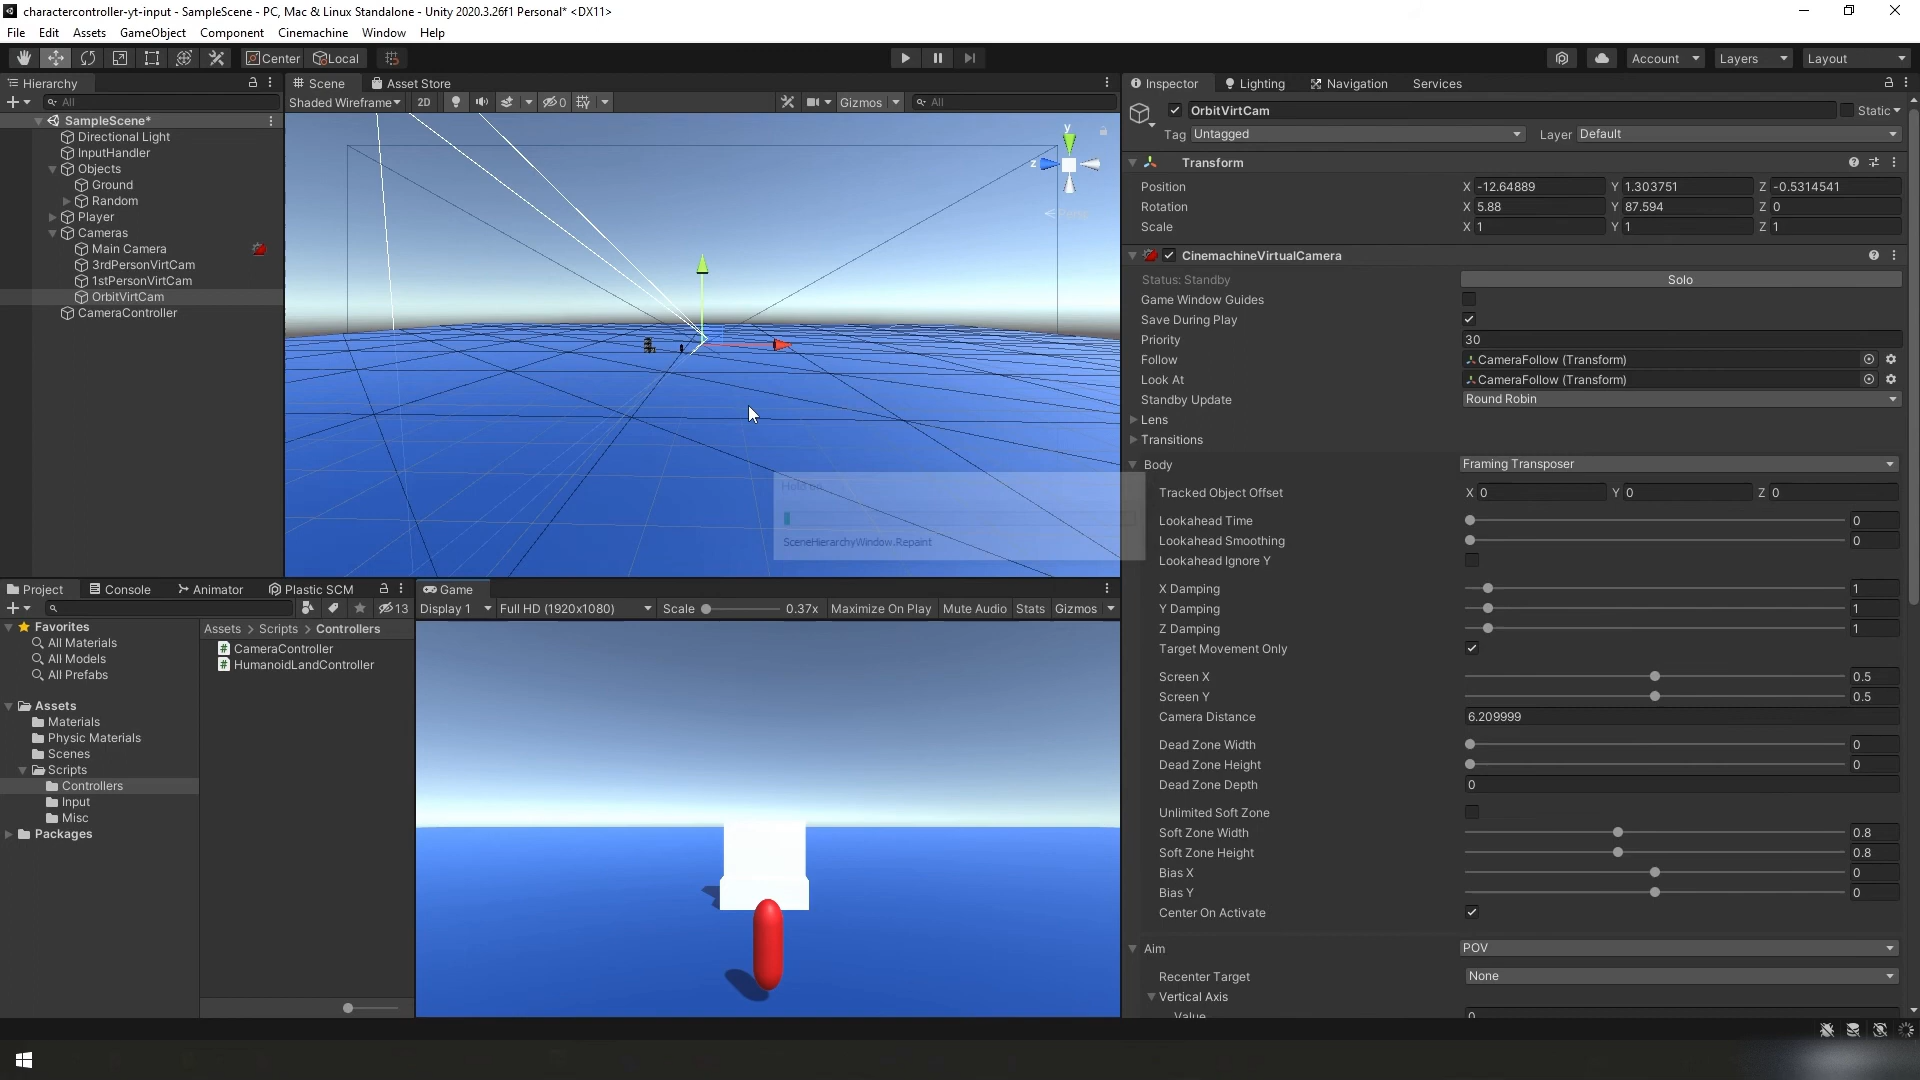 charactercontroller-yt-input - SampleScene - PC, Mac & Linux Standalone - Unity 2020.3.26f1 Personal* <DX11>
File Edit Assets GameObject Component Cinemachine Window Help
Center Local Account Layers Layout
Hierarchy
All
SampleScene*
Directional Light
InputHandler
Objects
Ground
Random
Player
Cameras
Main Camera
3rdPersonVirtCam
1stPersonVirtCam
OrbitVirtCam
CameraController
Scene Asset Store
Shaded Wireframe 2D 0 Gizmos All
y
z
Hold on
SceneHierarchyWindow.Repaint
Project Console Animator Plastic SCM
13
Favorites
All Materials
All Models
All Prefabs
Assets
Materials
Physic Materials
Scenes
Scripts
Controllers
Input
Misc
Packages
Assets > Scripts > Controllers
CameraController
HumanoidLandController
Game
Display 1 Full HD (1920x1080) Scale 0.37x Maximize On Play Mute Audio Stats Gizmos
Inspector Lighting Navigation Services
OrbitVirtCam Static
Tag Untagged Layer Default
Transform
Position X -12.64889 Y 1.303751 Z -0.5314541
Rotation X 5.88 Y 87.594 Z 0
Scale X 1 Y 1 Z 1
CinemachineVirtualCamera
Status: Standby Solo
Game Window Guides
Save During Play
Priority 30
Follow CameraFollow (Transform)
Look At CameraFollow (Transform)
Standby Update Round Robin
Lens
Transitions
Body Framing Transposer
Tracked Object Offset X 0 Y 0 Z 0
Lookahead Time 0
Lookahead Smoothing 0
Lookahead Ignore Y
X Damping 1
Y Damping 1
Z Damping 1
Target Movement Only
Screen X 0.5
Screen Y 0.5
Camera Distance 6.209999
Dead Zone Width 0
Dead Zone Height 0
Dead Zone Depth 0
Unlimited Soft Zone
Soft Zone Width 0.8
Soft Zone Height 0.8
Bias X 0
Bias Y 0
Center On Activate
Aim POV
Recenter Target None
Vertical Axis
Value 0